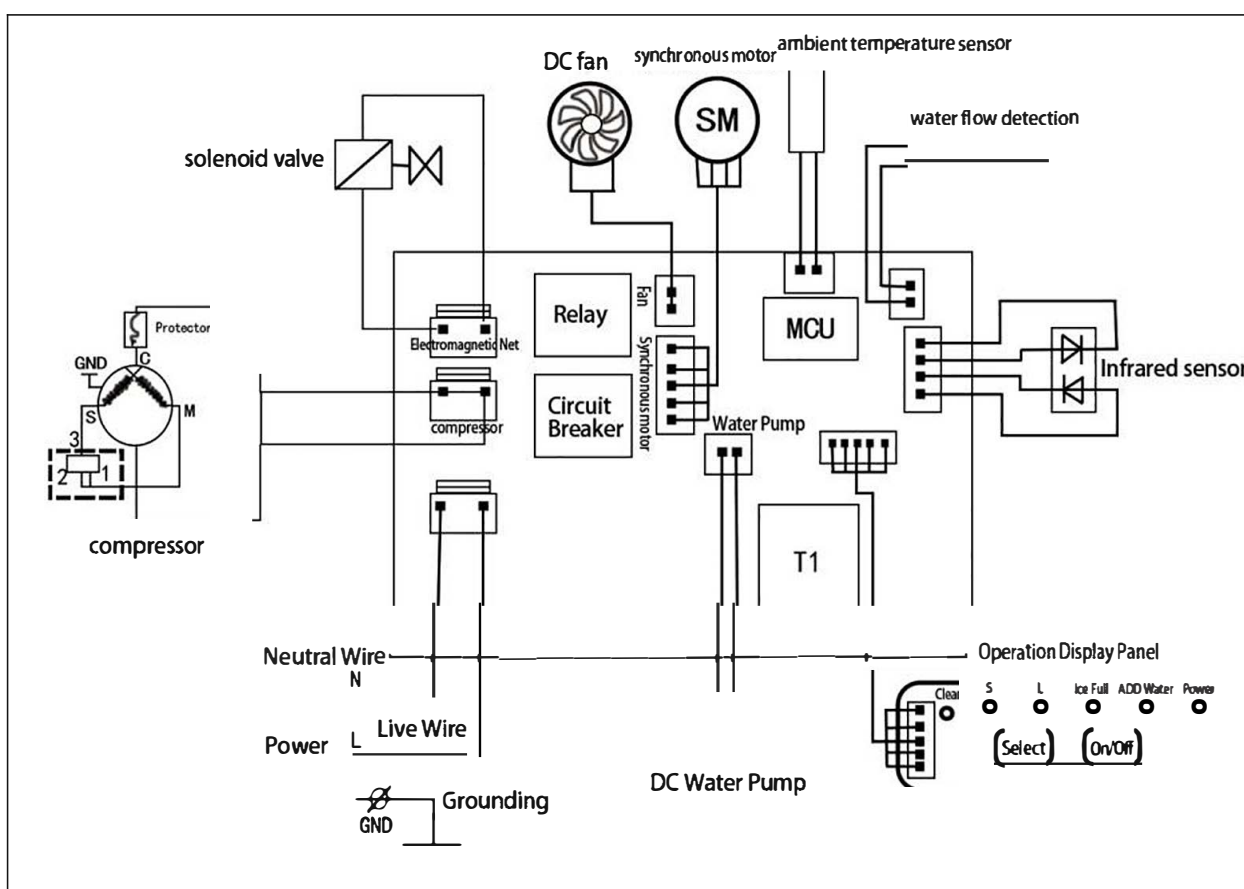 DC fan
synchronous motor
ambient temperature sensor
SM
water flow detection
solenoid valve
Relay
Fan
MCU
Protector
C
GND
S
M
3
2
1
compressor
Electromagnetic Net
compressor
Circuit
Breaker
Synchronous motor
Water Pump
Infrared sensor
T1
Neutral Wire
N
Live Wire
Power
L
Grounding
GND
DC Water Pump
Operation Display Panel
Clear
S
L
Ice Full
ADD Water
Power
Select
On/Off